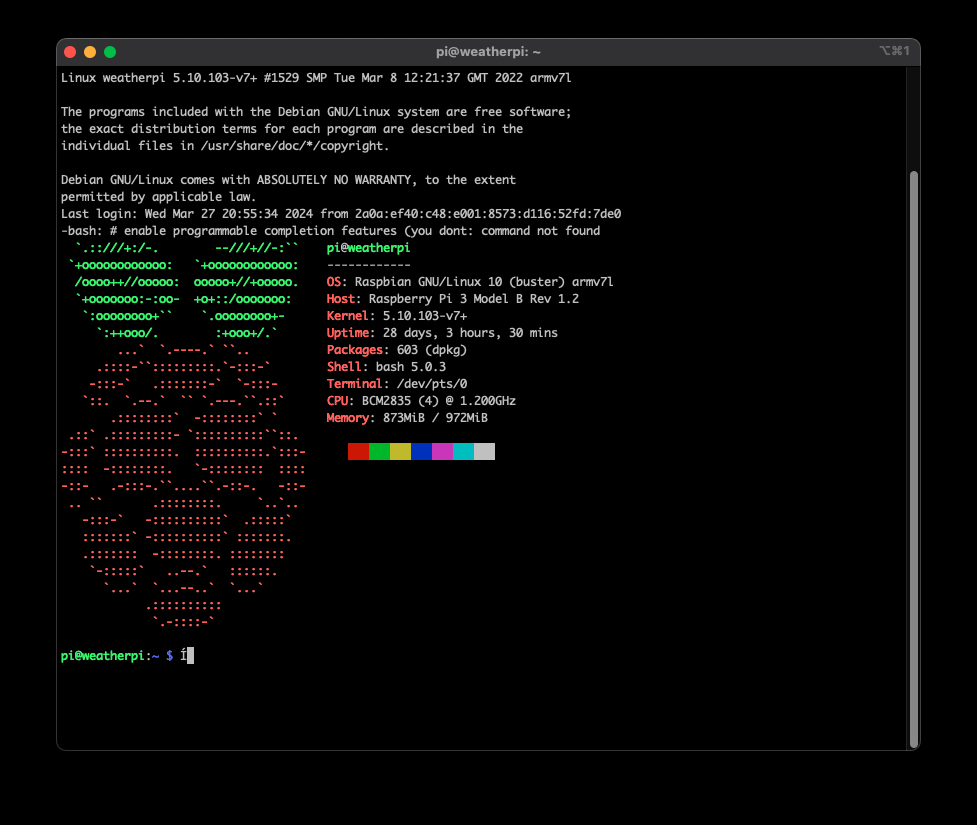 pi@weatherpi: ~
⌥⌘1
Linux weatherpi 5.10.103-v7+ #1529 SMP Tue Mar 8 12:21:37 GMT 2022 armv7l
The programs included with the Debian GNU/Linux system are free software;
the exact distribution terms for each program are described in the
individual files in /usr/share/doc/*/copyright.
Debian GNU/Linux comes with ABSOLUTELY NO WARRANTY, to the extent
permitted by applicable law.
Last login: Wed Mar 27 20:55:34 2024 from 2a0a:ef40:c48:e001:8573:d116:52fd:7de0
-bash: # enable programmable completion features (you dont: command not found
pi@weatherpi
------------
OS: Raspbian GNU/Linux 10 (buster) armv7l
Host: Raspberry Pi 3 Model B Rev 1.2
Kernel: 5.10.103-v7+
Uptime: 28 days, 3 hours, 30 mins
Packages: 603 (dpkg)
Shell: bash 5.0.3
Terminal: /dev/pts/0
CPU: BCM2835 (4) @ 1.200GHz
Memory: 873MiB / 972MiB
pi@weatherpi:~ $ Í